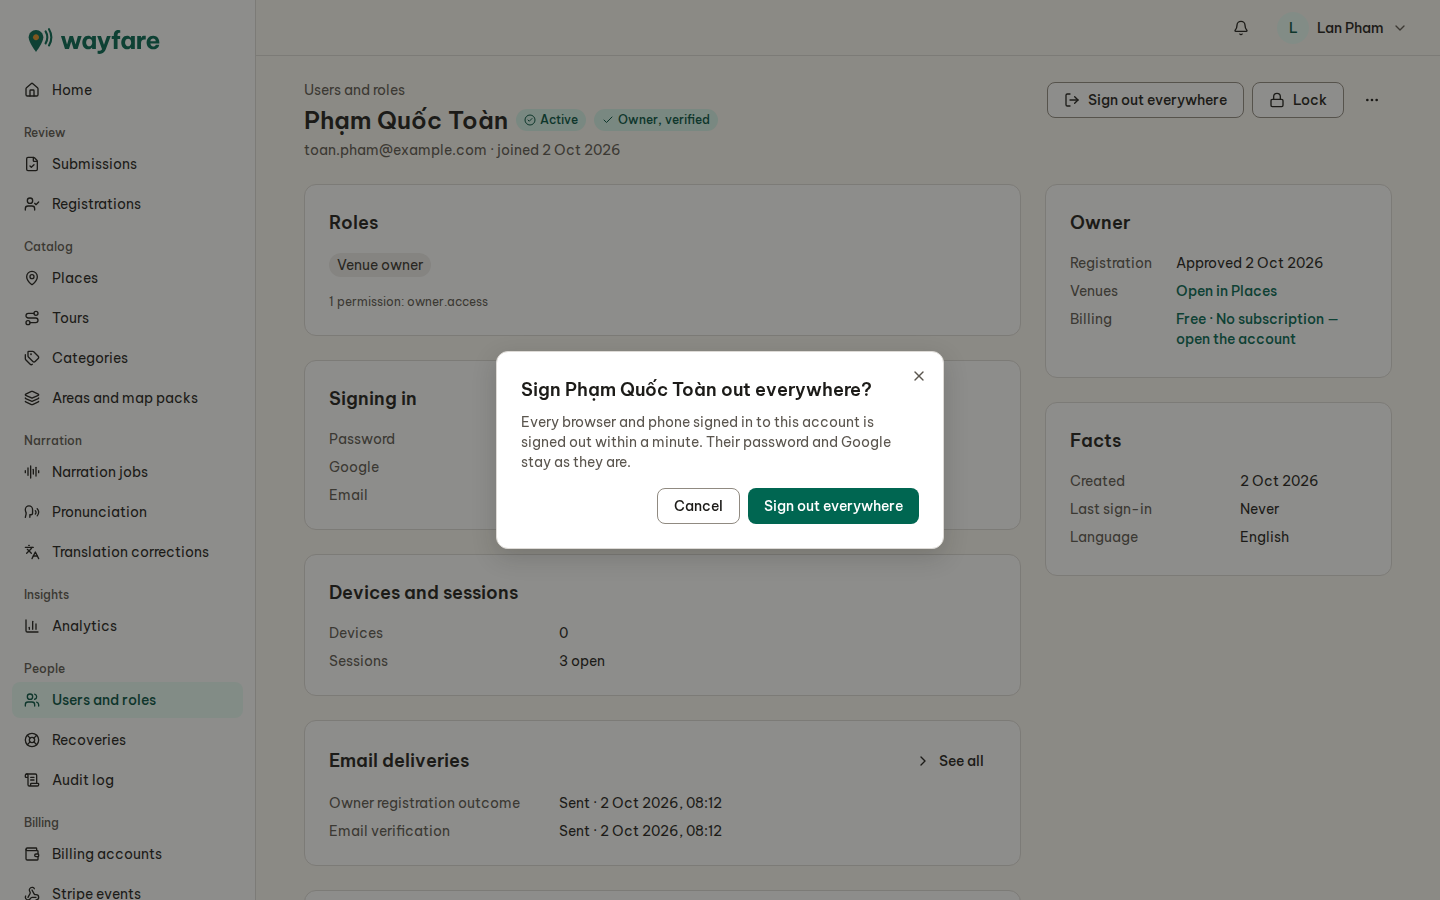 wayfare
Home
Review
Submissions
Registrations
Catalog
Places
Tours
Categories
Areas and map packs
Narration
Narration jobs
Pronunciation
Translation corrections
Insights
Analytics
People
Users and roles
Recoveries
Audit log
Billing
Billing accounts
Stripe events
L Lan Pham
Users and roles
Phạm Quốc Toàn Active Owner, verified
toan.pham@example.com · joined 2 Oct 2026
Sign out everywhere Lock
Roles
Venue owner
1 permission: owner.access
Signing in
Password
Google
Email
Sign Phạm Quốc Toàn out everywhere?
Every browser and phone signed in to this account is
signed out within a minute. Their password and Google
stay as they are.
Cancel Sign out everywhere
Devices and sessions
Devices 0
Sessions 3 open
Email deliveries See all
Owner registration outcome Sent · 2 Oct 2026, 08:12
Email verification Sent · 2 Oct 2026, 08:12
Owner
Registration Approved 2 Oct 2026
Venues Open in Places
Billing Free · No subscription —
open the account
Facts
Created 2 Oct 2026
Last sign-in Never
Language English